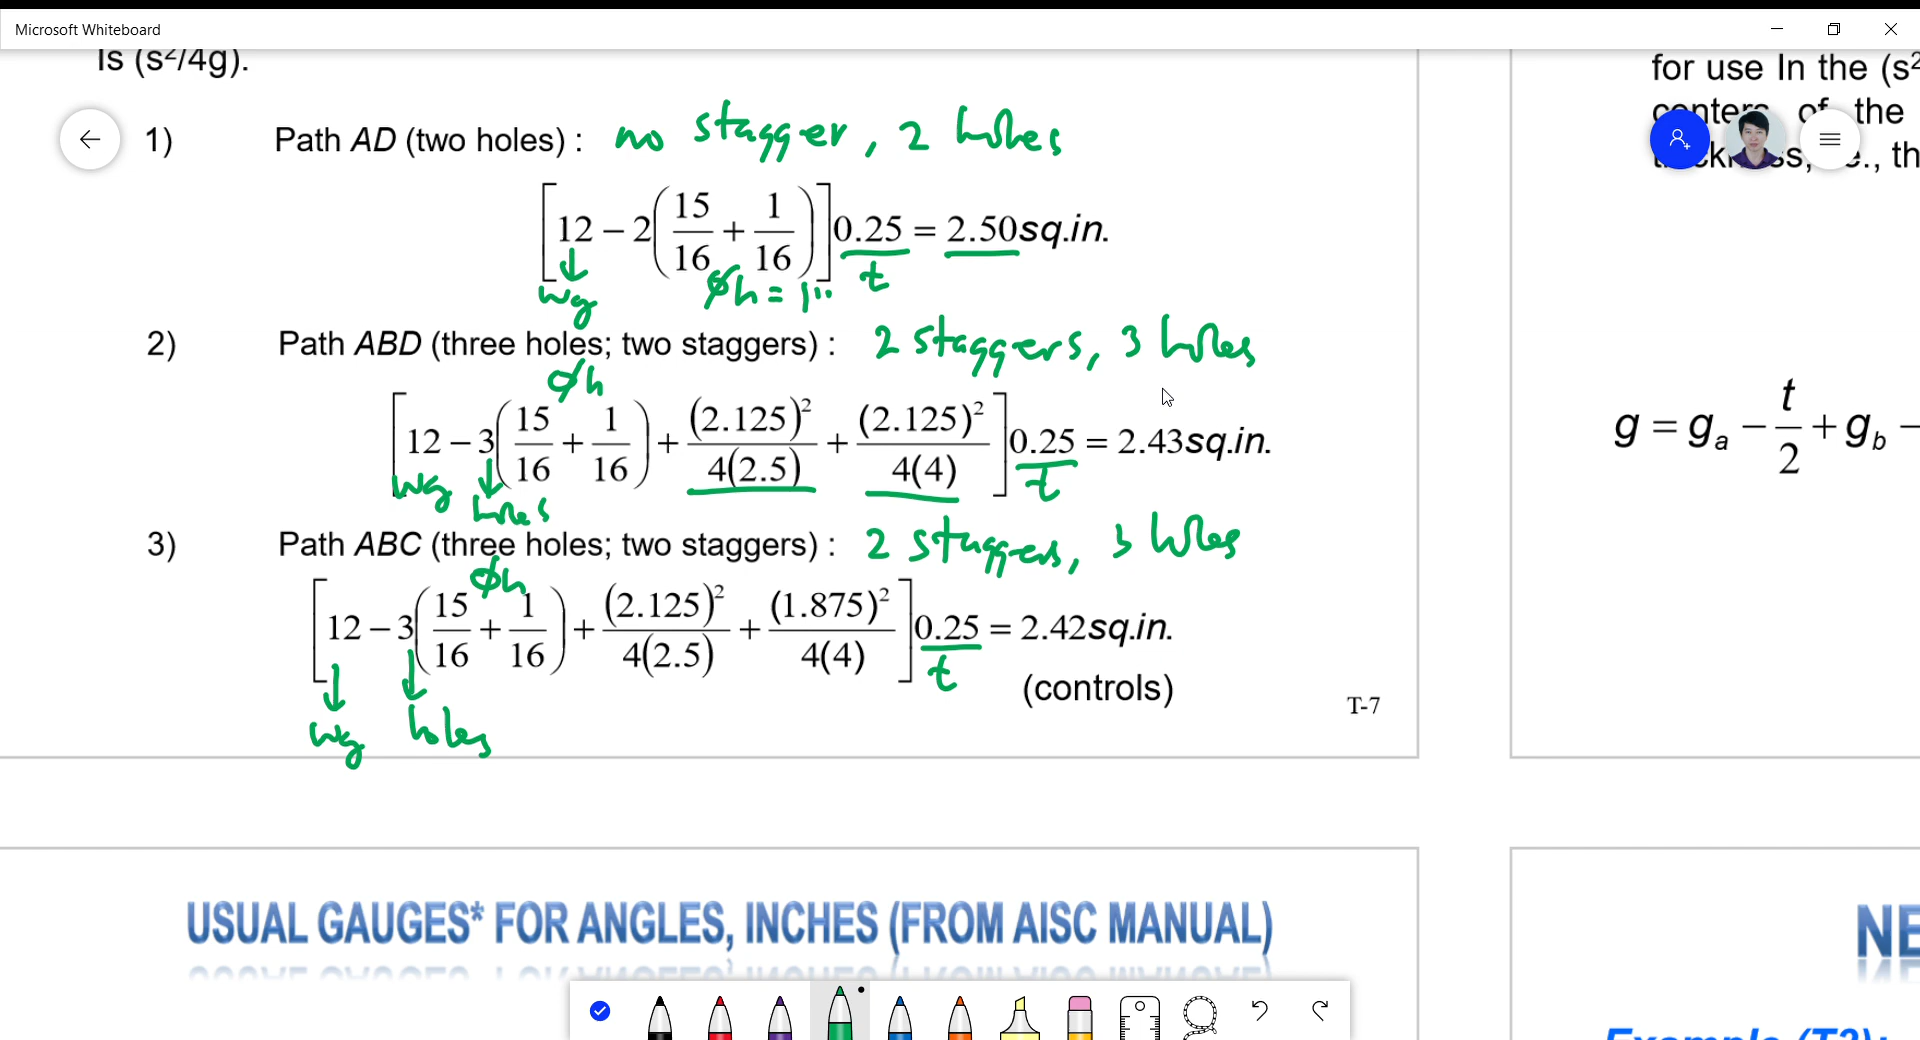 Microsoft Whiteboard
Is (s²/4g).
1) Path AD (two holes) : no stagger, 2 holes
[12 − 2(15/16 + 1/16)]0.25 = 2.50sq.in.
wg øh = 1" t
2) Path ABD (three holes; two staggers) : 2 staggers, 3 holes
øh
[12 − 3(15/16 + 1/16) + (2.125)²/4(2.5) + (2.125)²/4(4)]0.25 = 2.43sq.in.
wg holes t
3) Path ABC (three holes; two staggers) : 2 staggers, 3 holes
øh
[12 − 3(15/16 + 1/16) + (2.125)²/4(2.5) + (1.875)²/4(4)]0.25 = 2.42sq.in.
t
(controls)
wg holes
T-7
USUAL GAUGES* FOR ANGLES, INCHES (FROM AISC MANUAL)
for use In the (s²
of the
g = gₐ − t/2 + g_b −
NE
Example (T3):